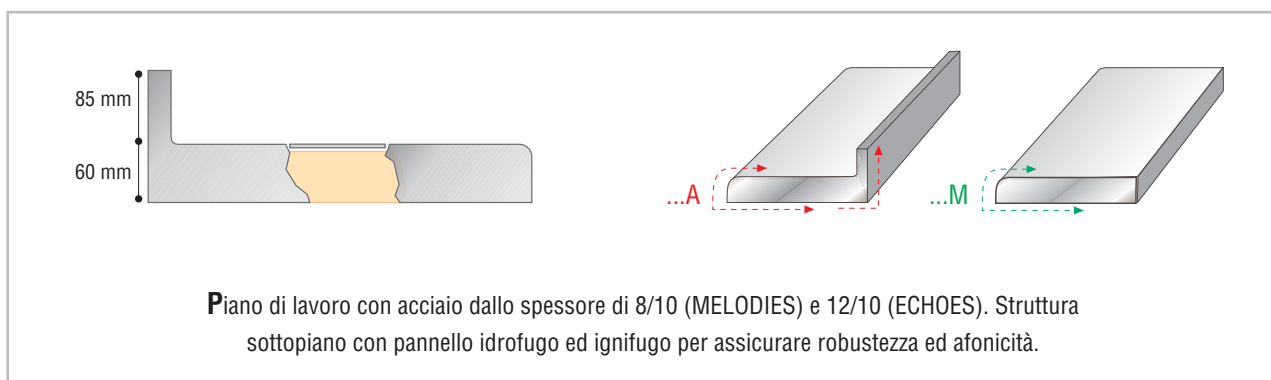 85 mm
60 mm
...A
...M
Piano di lavoro con acciaio dallo spessore di 8/10 (MELODIES) e 12/10 (ECHOES). Struttura
sottopiano con pannello idrofugo ed ignifugo per assicurare robustezza ed afonicità.